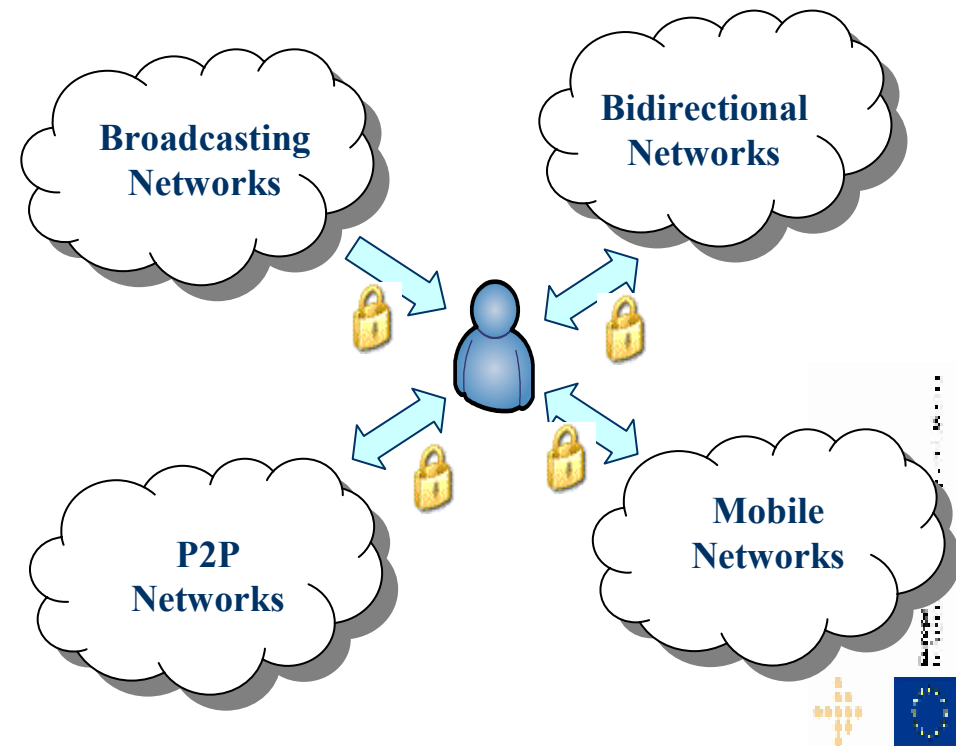 Broadcasting
Networks
Bidirectional
Networks
P2P
Networks
Mobile
Networks